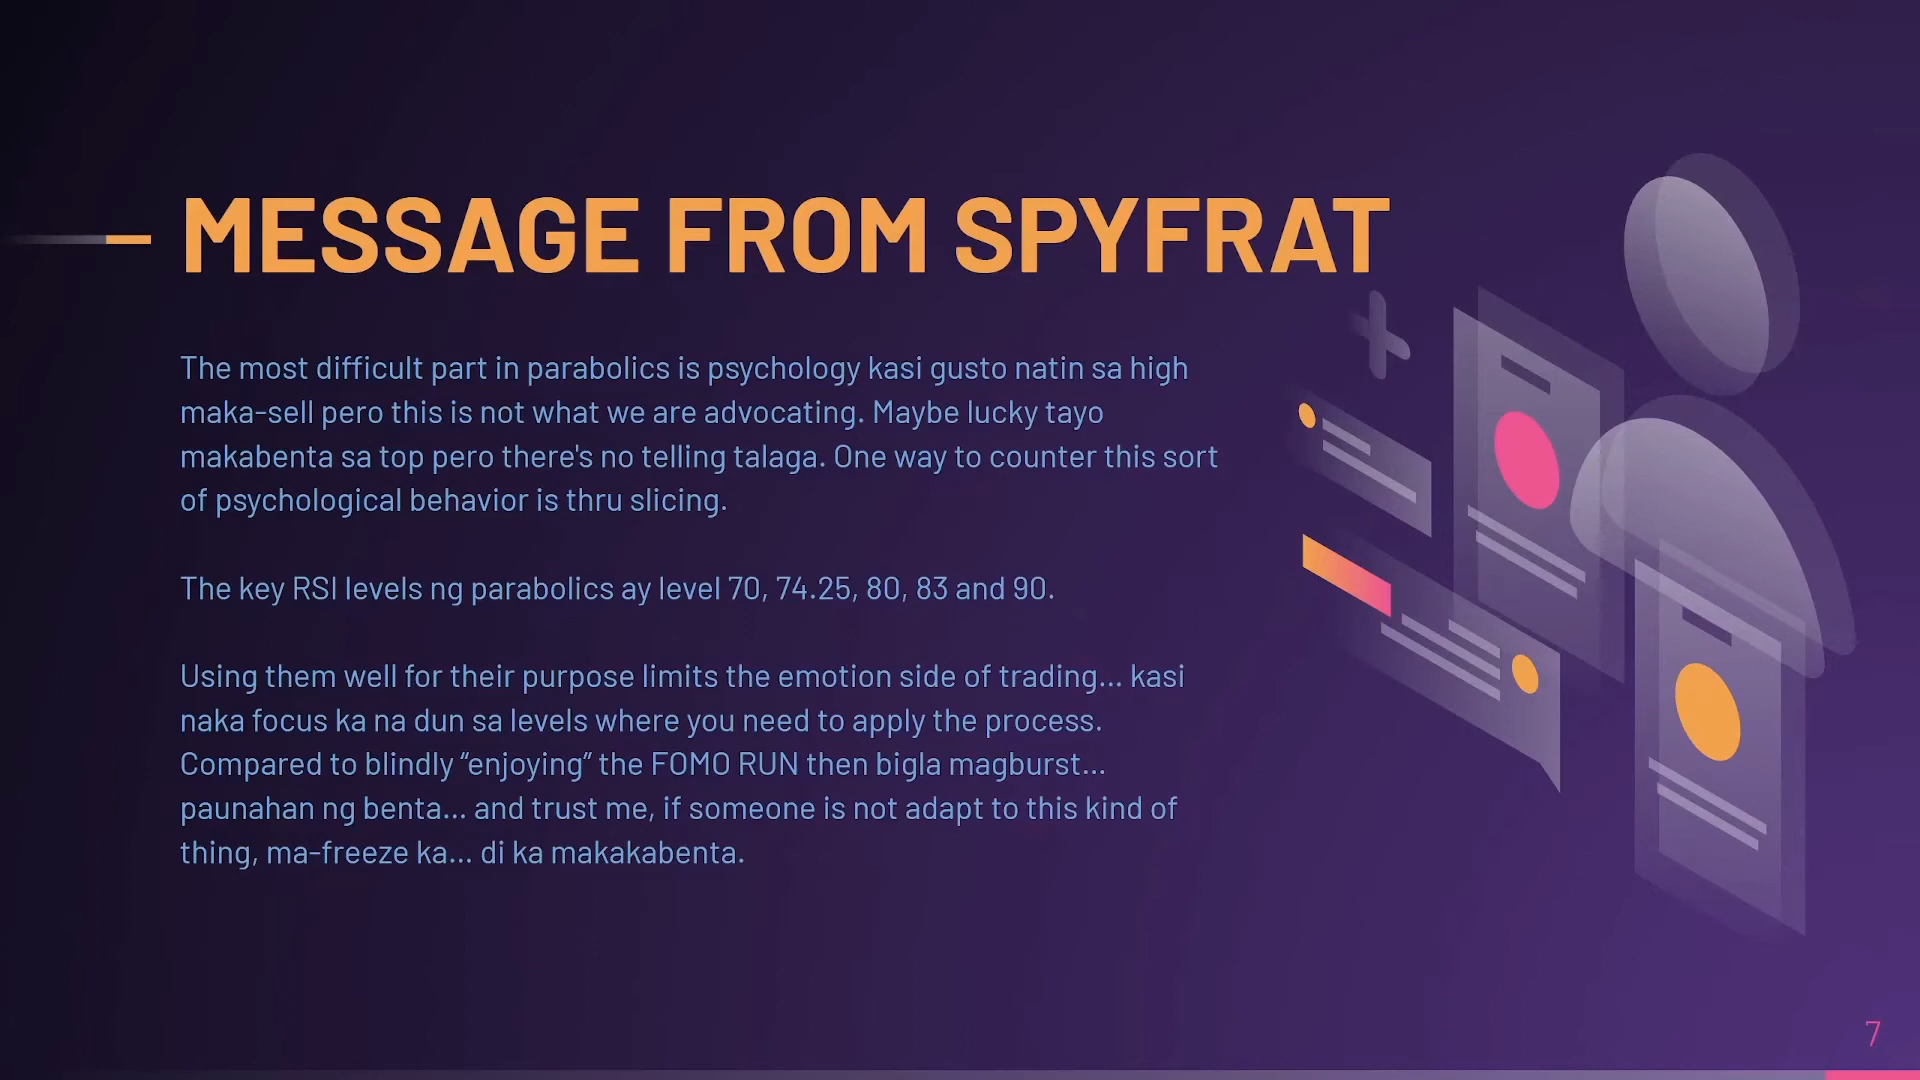 MESSAGE FROM SPYFRAT
The most difficult part in parabolics is psychology kasi gusto natin sa high
maka-sell pero this is not what we are advocating. Maybe lucky tayo
makabenta sa top pero there's no telling talaga. One way to counter this sort
of psychological behavior is thru slicing.
The key RSI levels ng parabolics ay level 70, 74.25, 80, 83 and 90.
Using them well for their purpose limits the emotion side of trading... kasi
naka focus ka na dun sa levels where you need to apply the process.
Compared to blindly “enjoying” the FOMO RUN then bigla magburst...
paunahan ng benta... and trust me, if someone is not adapt to this kind of
thing, ma-freeze ka... di ka makakabenta.
7